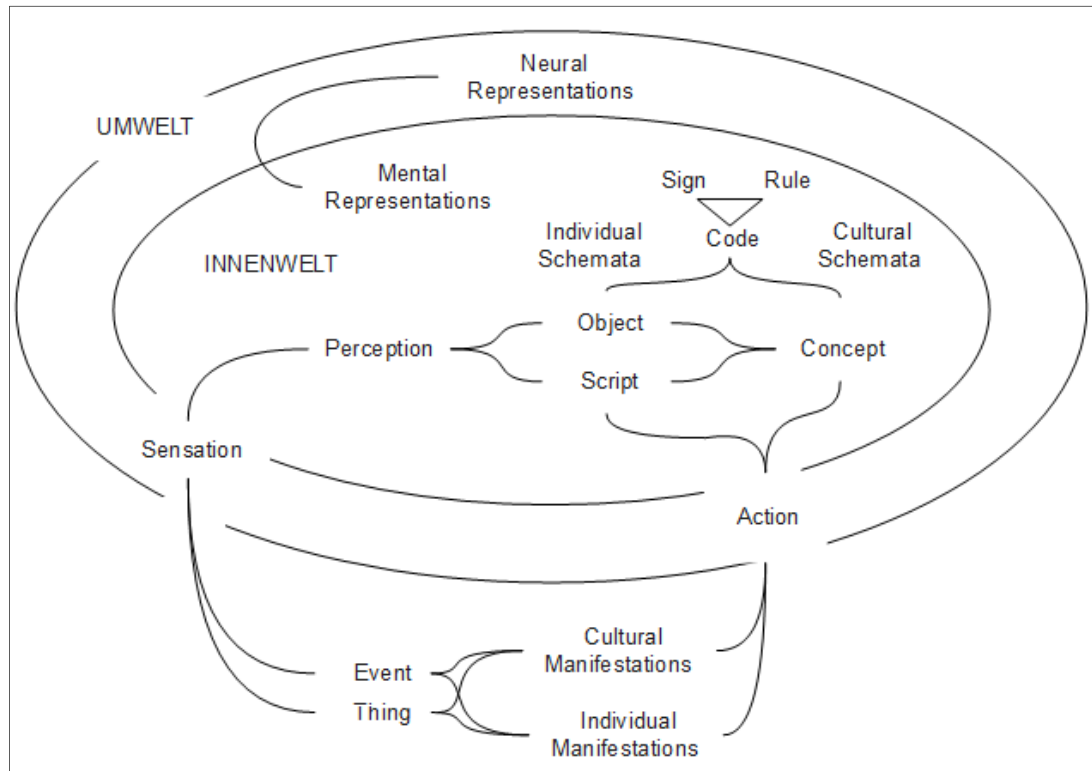 Neural
Representations
UMWELT
Mental
Representations
Sign
Rule
Individual
Schemata
Code
Cultural
Schemata
INNENWELT
Object
Perception
Concept
Script
Sensation
Action
Cultural
Manifestations
Event
Thing
Individual
Manifestations